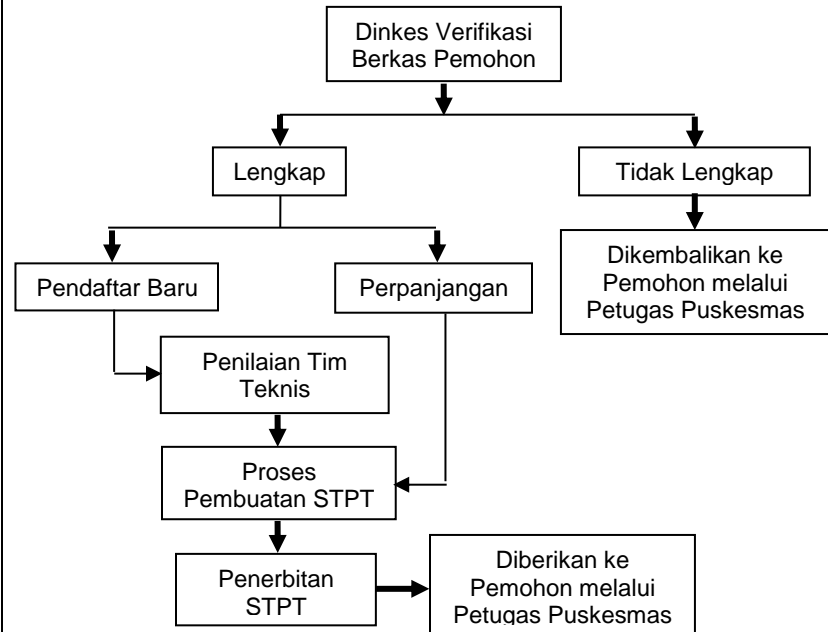 Dinkes Verifikasi
Berkas Pemohon
Lengkap
Tidak Lengkap
Pendaftar Baru
Perpanjangan
Dikembalikan ke
Pemohon melalui
Petugas Puskesmas
Penilaian Tim
Teknis
Proses
Pembuatan STPT
Penerbitan
STPT
Diberikan ke
Pemohon melalui
Petugas Puskesmas